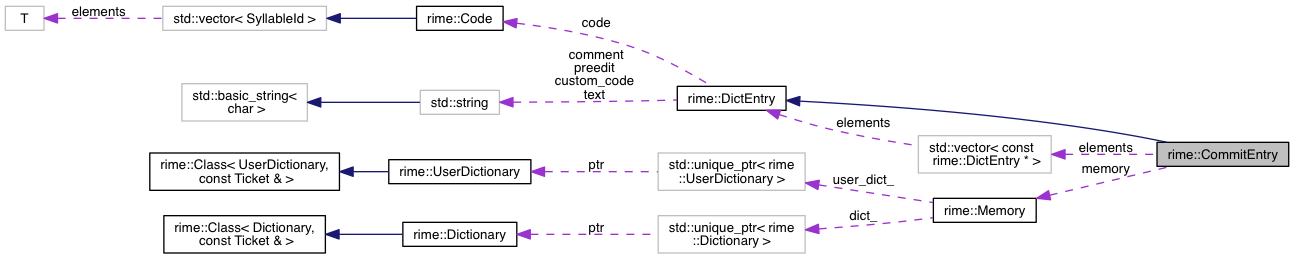 T
elements
std::vector< SyllableId >
rime::Code
code
comment
preedit
custom_code
text
std::basic_string<
char >
std::string
rime::DictEntry
elements
std::vector< const
rime::DictEntry * >
elements
rime::CommitEntry
memory
rime::Class< UserDictionary,
const Ticket & >
rime::UserDictionary
ptr
std::unique_ptr< rime
::UserDictionary >
user_dict_
rime::Memory
rime::Class< Dictionary,
const Ticket & >
rime::Dictionary
ptr
std::unique_ptr< rime
::Dictionary >
dict_